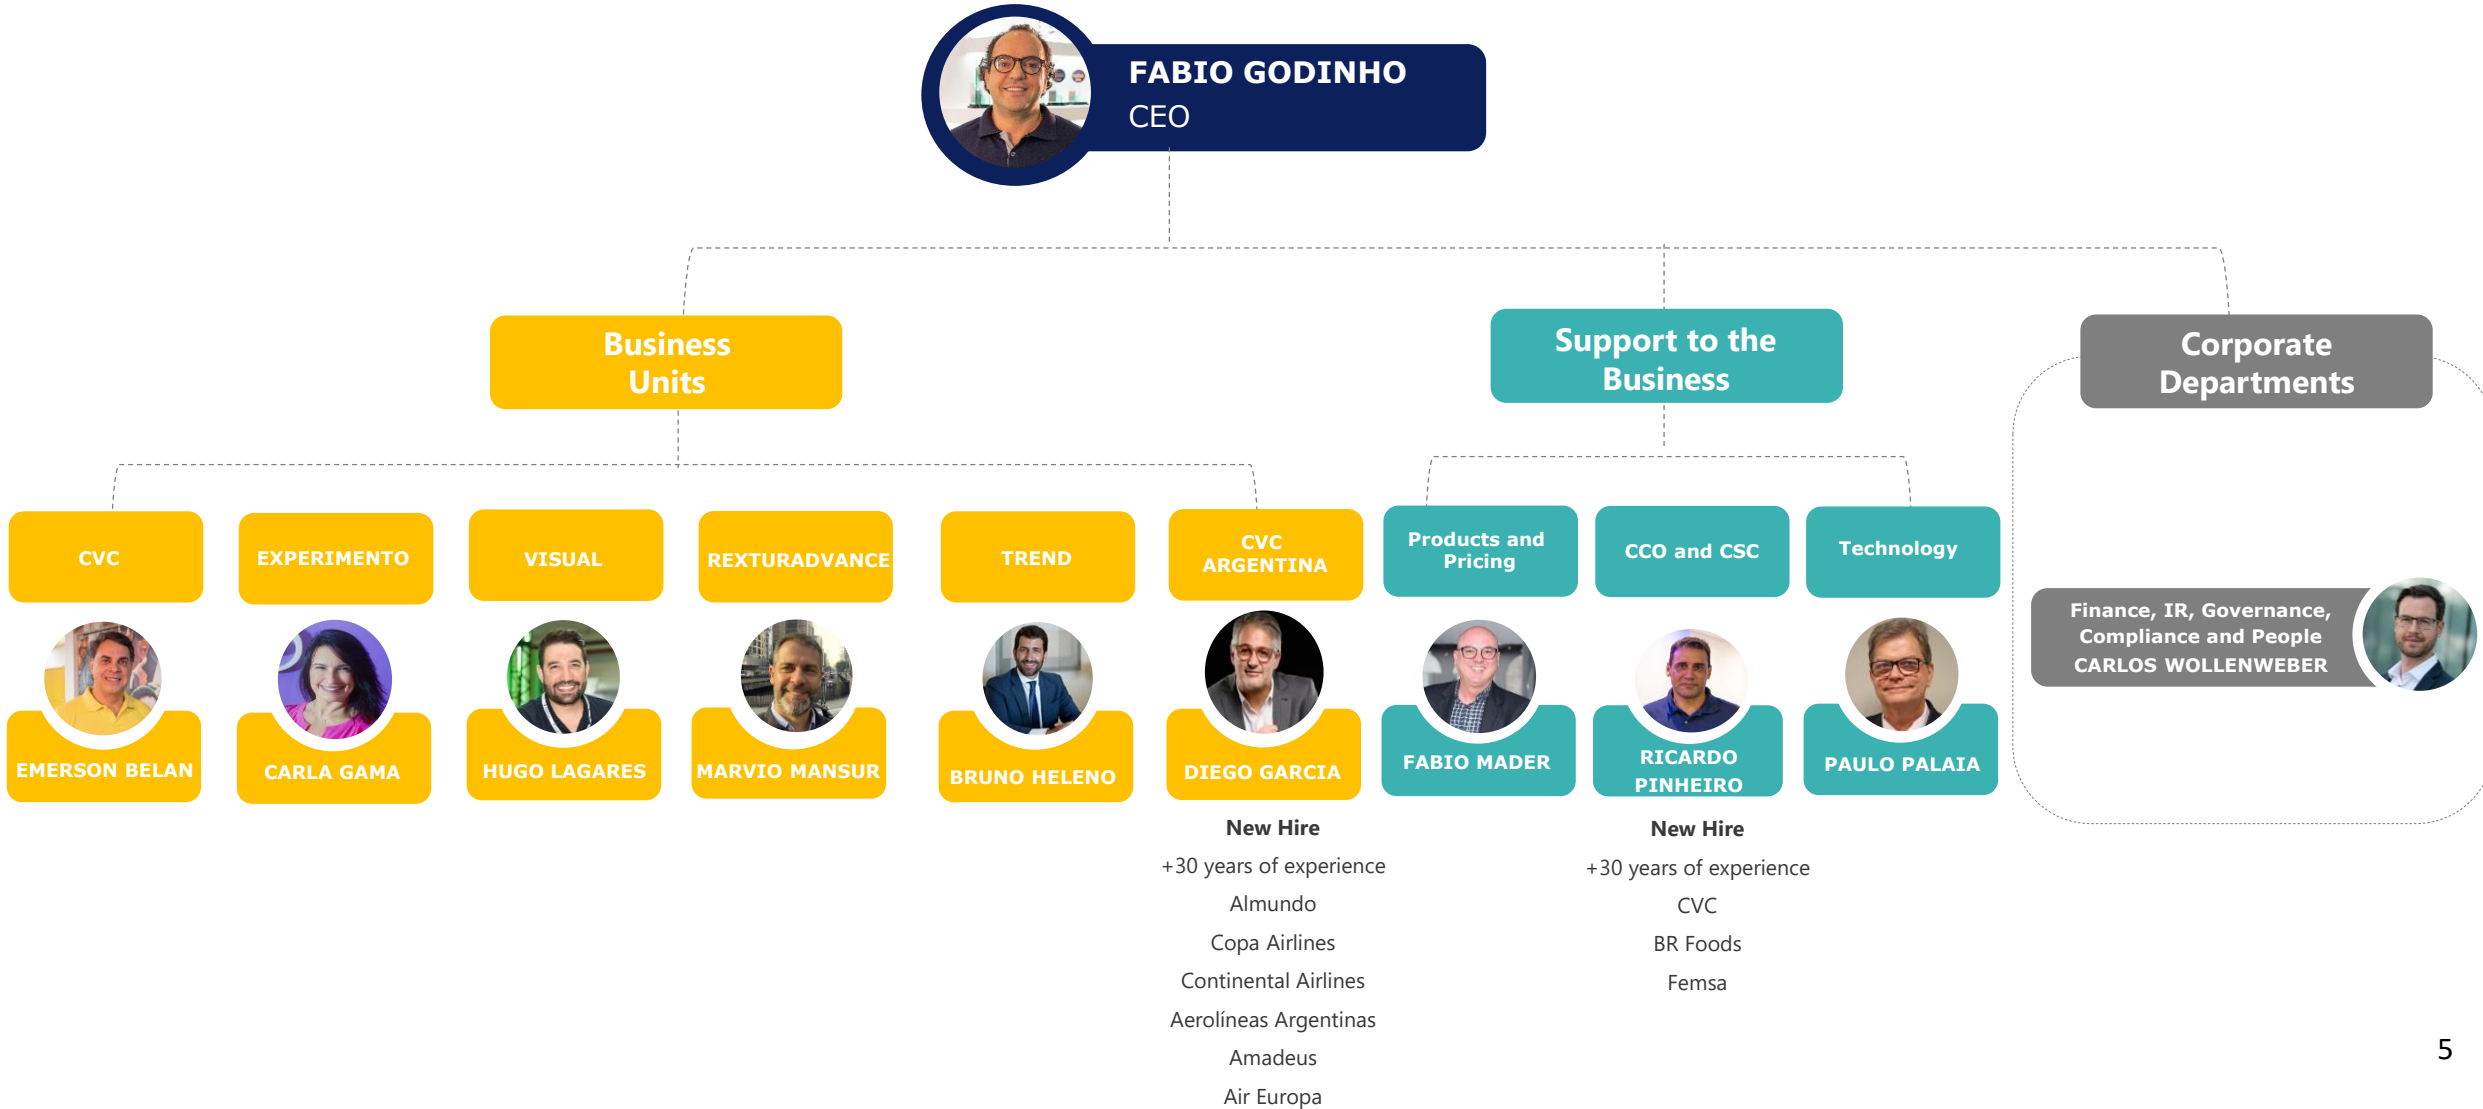 FABIO GODINHO
CEO
Business
Units
Support to the
Business
Corporate
Departments
CVC
EXPERIMENTO
VISUAL
REXTURADVANCE
TREND
CVC
ARGENTINA
Products and
Pricing
CCO and CSC
Technology
Finance, IR, Governance,
Compliance and People
CARLOS WOLLENWEBER
EMERSON BELAN
CARLA GAMA
HUGO LAGARES
MARVIO MANSUR
BRUNO HELENO
DIEGO GARCIA
FABIO MADER
RICARDO
PINHEIRO
PAULO PALAIA
New Hire
+30 years of experience
Almundo
Copa Airlines
Continental Airlines
Aerolíneas Argentinas
Amadeus
Air Europa
New Hire
+30 years of experience
CVC
BR Foods
Femsa
5